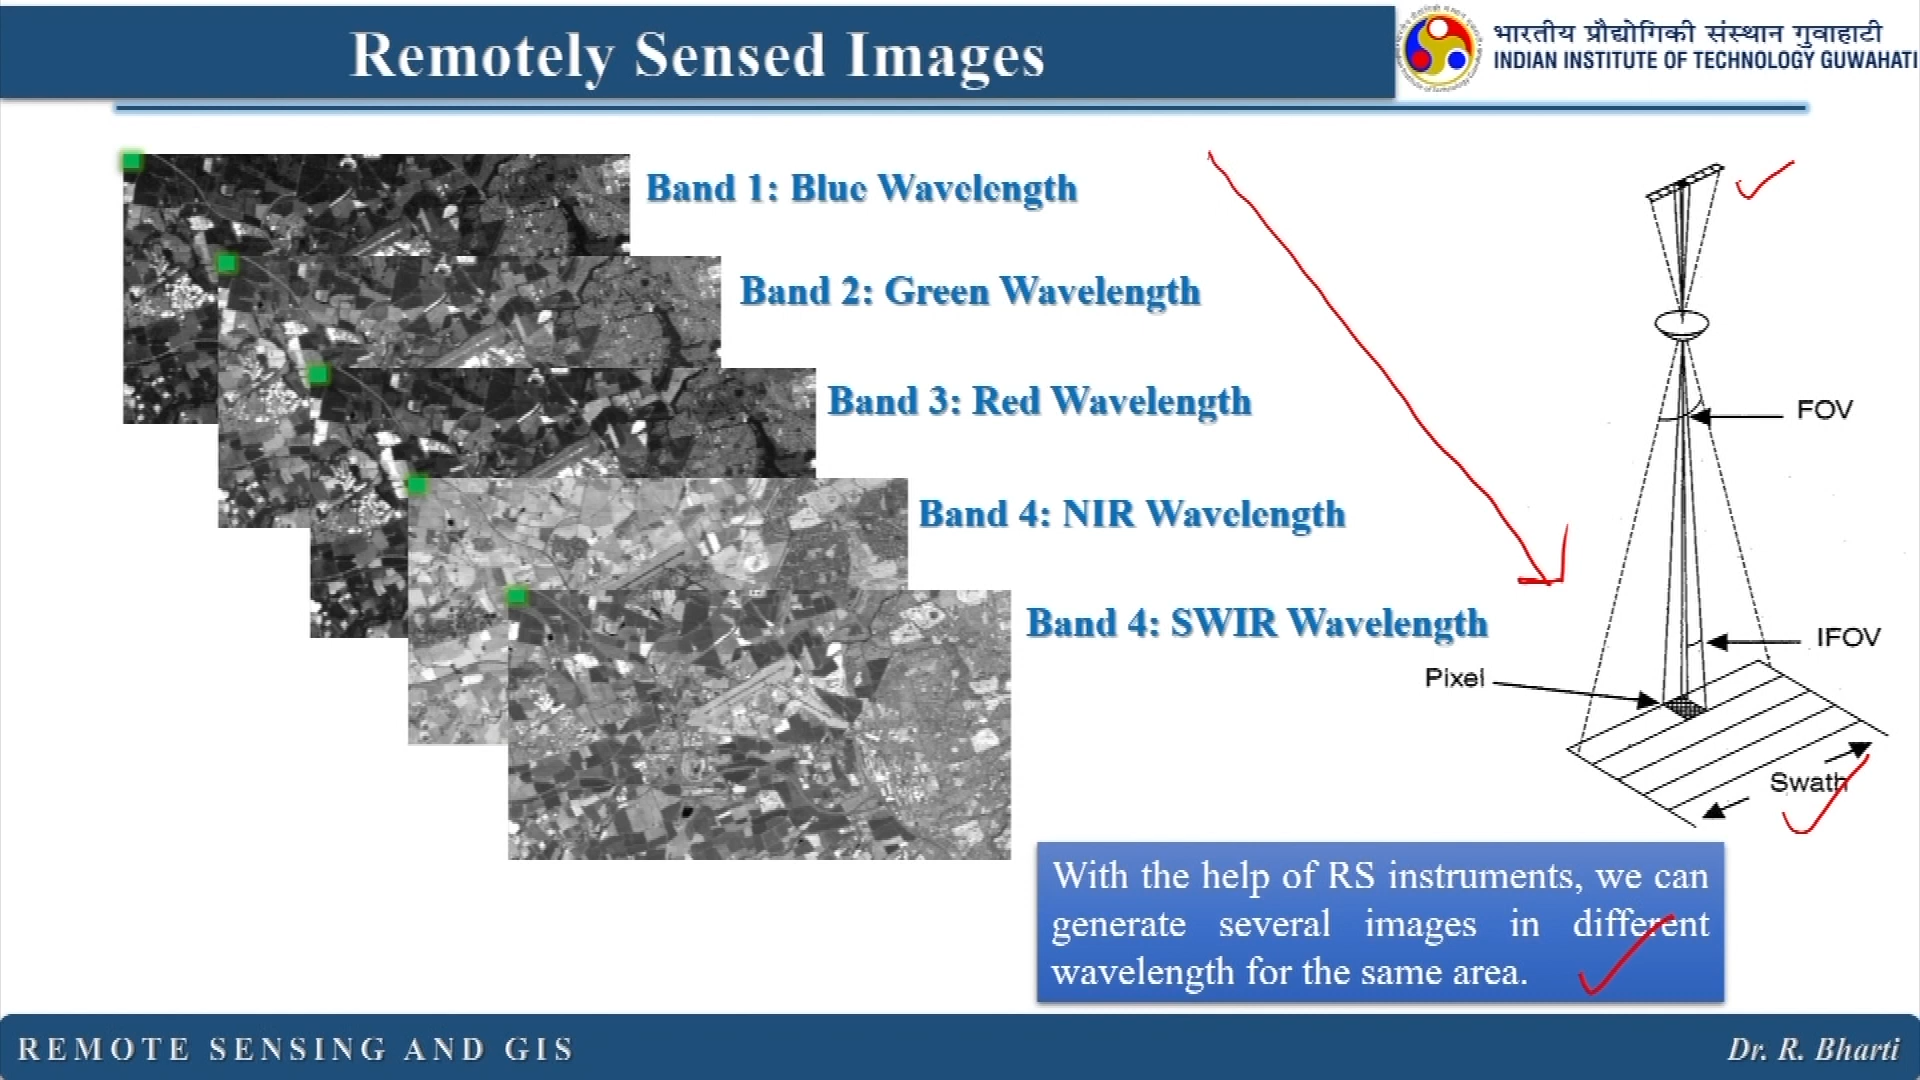 Remotely Sensed Images
भारतीय प्रौद्योगिकी संस्थान गुवाहाटी
INDIAN INSTITUTE OF TECHNOLOGY GUWAHATI
Band 1: Blue Wavelength
Band 2: Green Wavelength
Band 3: Red Wavelength
Band 4: NIR Wavelength
Band 4: SWIR Wavelength
FOV
IFOV
Pixel
Swath
With the help of RS instruments, we can
generate several images in different
wavelength for the same area.
REMOTE SENSING AND GIS
Dr. R. Bharti